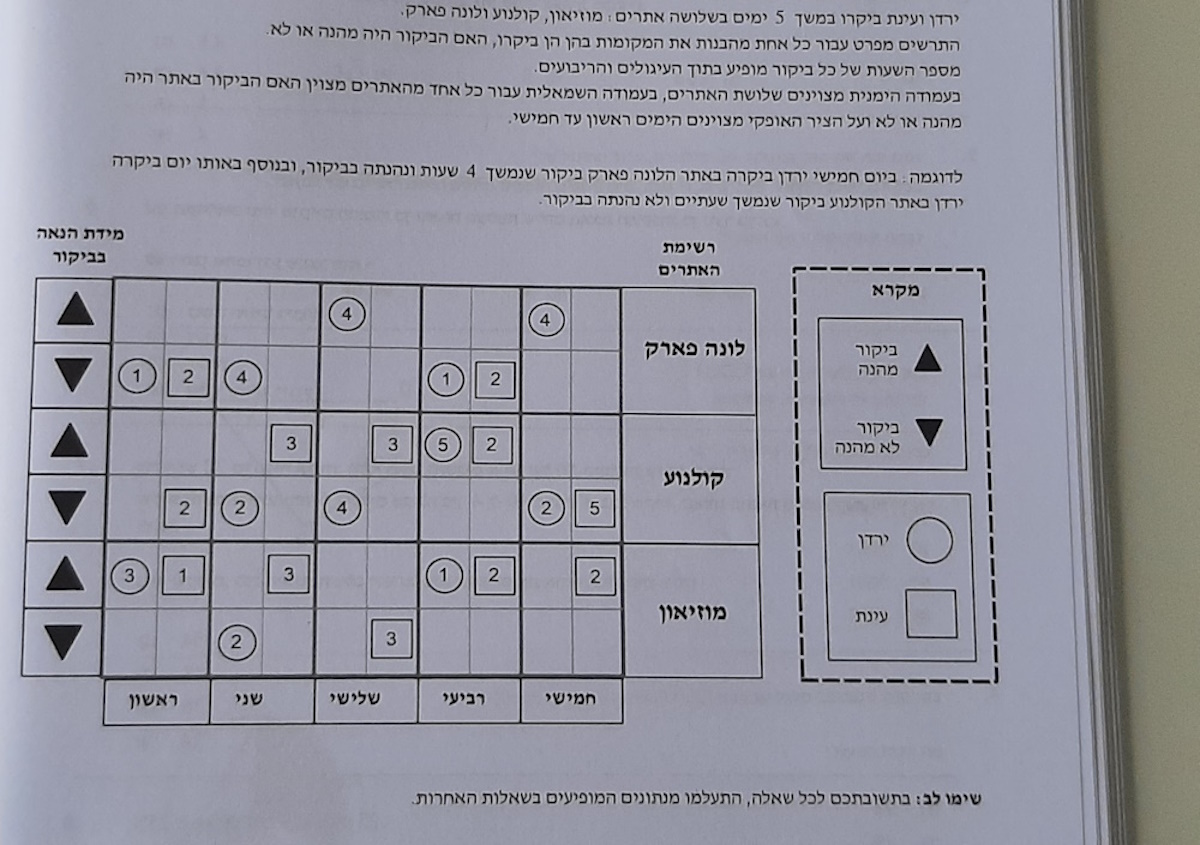 ירדן ועינת ביקרו במשך 5 ימים בשלושה אתרים: מוזיאון, קולנוע ולונה פארק.
התרשים מפרט עבור כל אחת מהבנות את המקומות בהן הן ביקרו, האם הביקור היה מהנה או לא.
מספר השעות של כל ביקור מופיע בתוך העיגולים והריבועים.
בעמודה הימנית מצוינים שלושת האתרים, בעמודה השמאלית עבור כל אחד מהאתרים מצוין האם הביקור באתר היה
מהנה או לא ועל הציר האופקי מצוינים הימים ראשון עד חמישי.
לדוגמה: ביום חמישי ירדן ביקרה באתר הלונה פארק ביקור שנמשך 4 שעות ונהנתה בביקור, ובנוסף באותו יום ביקרה
ירדן באתר הקולנוע ביקור שנמשך שעתיים ולא נהנתה בביקור.
מידת הנאה
בביקור
רשימת
האתרים
מקרא
ביקור
מהנה
ביקור
לא מהנה
ירדן
עינת
לונה פארק
4 4
1 2 4 1 2
קולנוע
3 3 5 2
2 2 4 2 5
מוזיאון
3 1 3 1 2 2
2 3
ראשון שני שלישי רביעי חמישי
שימו לב: בתשובתכם לכל שאלה, התעלמו מנתונים המופיעים בשאלות האחרות.